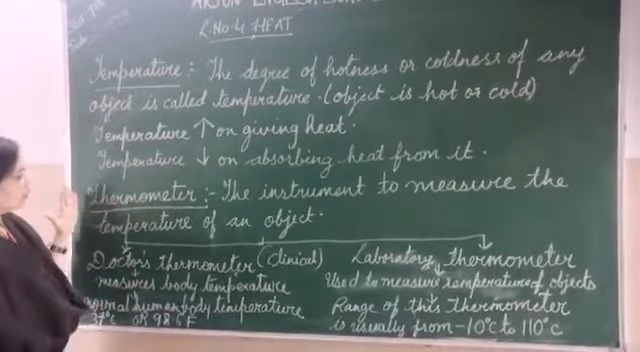 L.No.4 HEAT
Temperature :- The degree of hotness or coldness of any
object is called temperature. (object is hot or cold)
Temperature ↑ on giving heat.
Temperature ↓ on absorbing heat from it.
Thermometer :- The instrument to measure the
temperature of an object.
Doctor's thermometer (Clinical)
measures body temperature
normal human body temperature
37°C or 98.6 F
Laboratory thermometer
Used to measure temperature of objects
Range of this thermometer
is usually from -10°C to 110°C